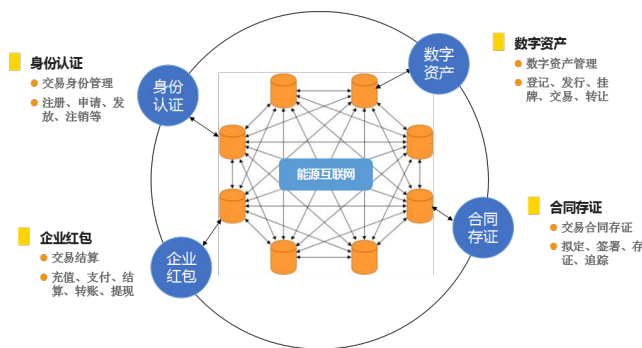 身份认证
交易身份管理
注册、申请、发
放、注销等
身份
认证
数字
资产
数字资产
数字资产管理
登记、发行、挂
牌、交易、转让
能源互联网
企业红包
交易结算
充值、支付、结
算、转账、提现
企业
红包
合同
存证
合同存证
交易合同存证
拟定、签署、存
证、追踪